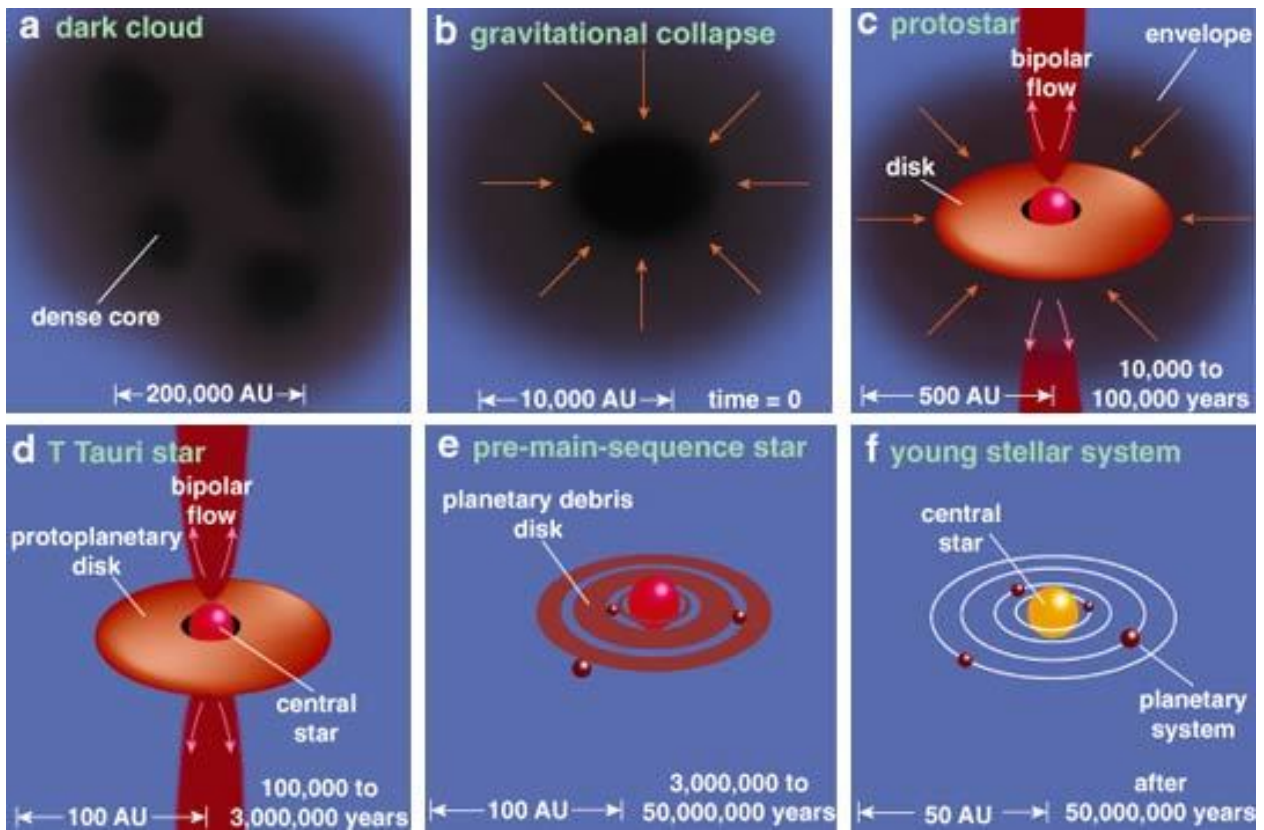 a dark cloud
dense core
200,000 AU
b gravitational collapse
10,000 AU
time = 0
c protostar
envelope
bipolar
flow
disk
500 AU
10,000 to
100,000 years
d T Tauri star
bipolar
flow
protoplanetary
disk
central
star
100 AU
100,000 to
3,000,000 years
e pre-main-sequence star
planetary debris
disk
100 AU
3,000,000 to
50,000,000 years
f young stellar system
central
star
planetary
system
50 AU
after
50,000,000 years